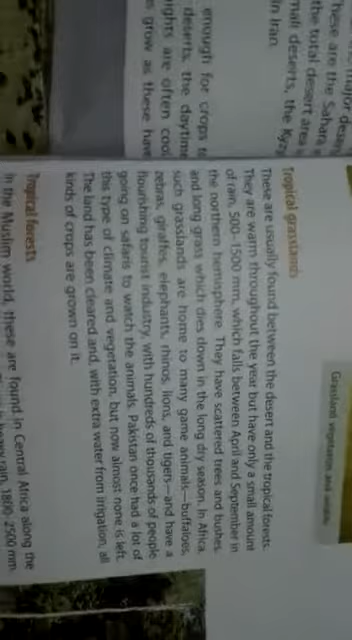 major
These are the Sahara
the total desert area
small deserts, the Kyzy
in Iran.
enough for crops to
deserts, the daytime
nights are often cool
s grow as these have
Grassland vegetation and
Tropical grasslands
These are usually found between the desert and the tropical forests.
They are warm throughout the year but have only a small amount
of rain, 500-1500 mm, which falls between April and September in
the northern hemisphere. They have scattered trees and bushes
and long grass which dies down in the long dry season. In Africa,
such grasslands are home to many game animals—buffaloes,
zebras, giraffes, elephants, rhinos, lions, and tigers—and have a
flourishing tourist industry, with hundreds of thousands of people
going on safaris to watch the animals. Pakistan once had a lot of
this type of climate and vegetation, but now almost none is left.
The land has been cleared and, with extra water from irrigation, all
kinds of crops are grown on it.
Tropical forests
In the Muslim world, these are found in Central Africa along the
heavy rain, 1800-2500 mm